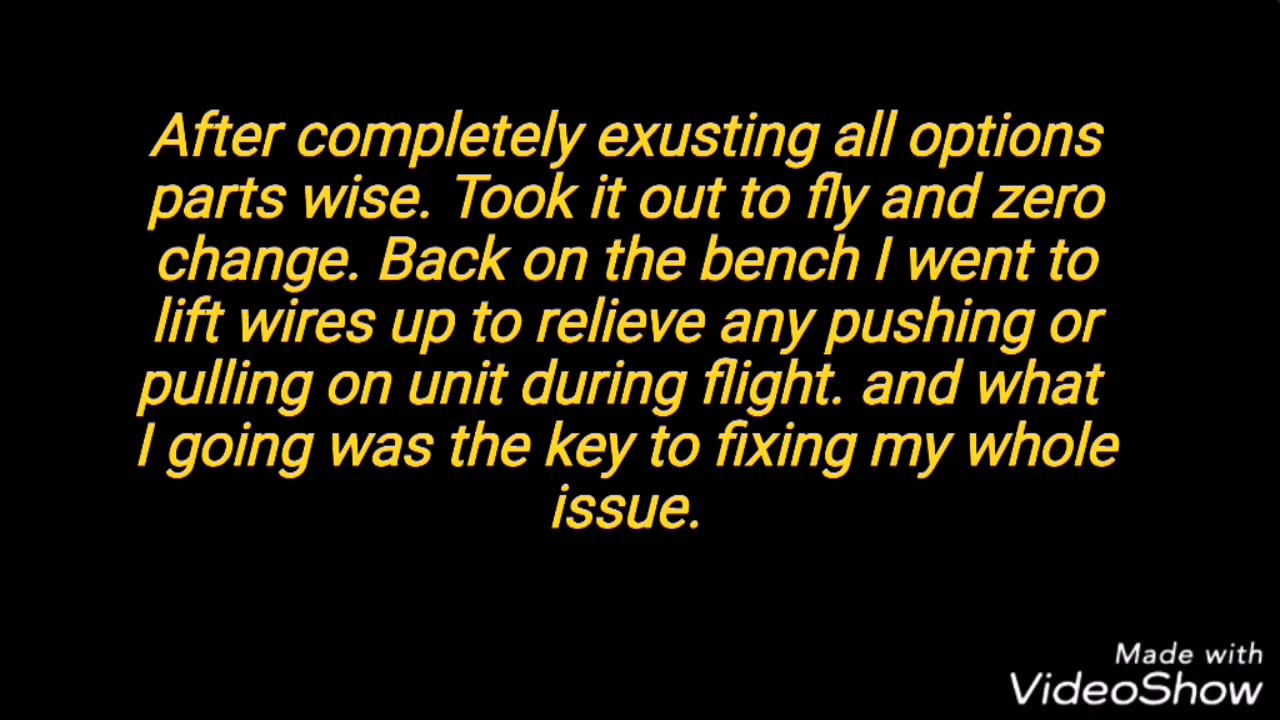 After completely exusting all options
parts wise. Took it out to fly and zero
change. Back on the bench I went to
lift wires up to relieve any pushing or
pulling on unit during flight. and what
I going was the key to fixing my whole
issue.
Made with
VideoShow